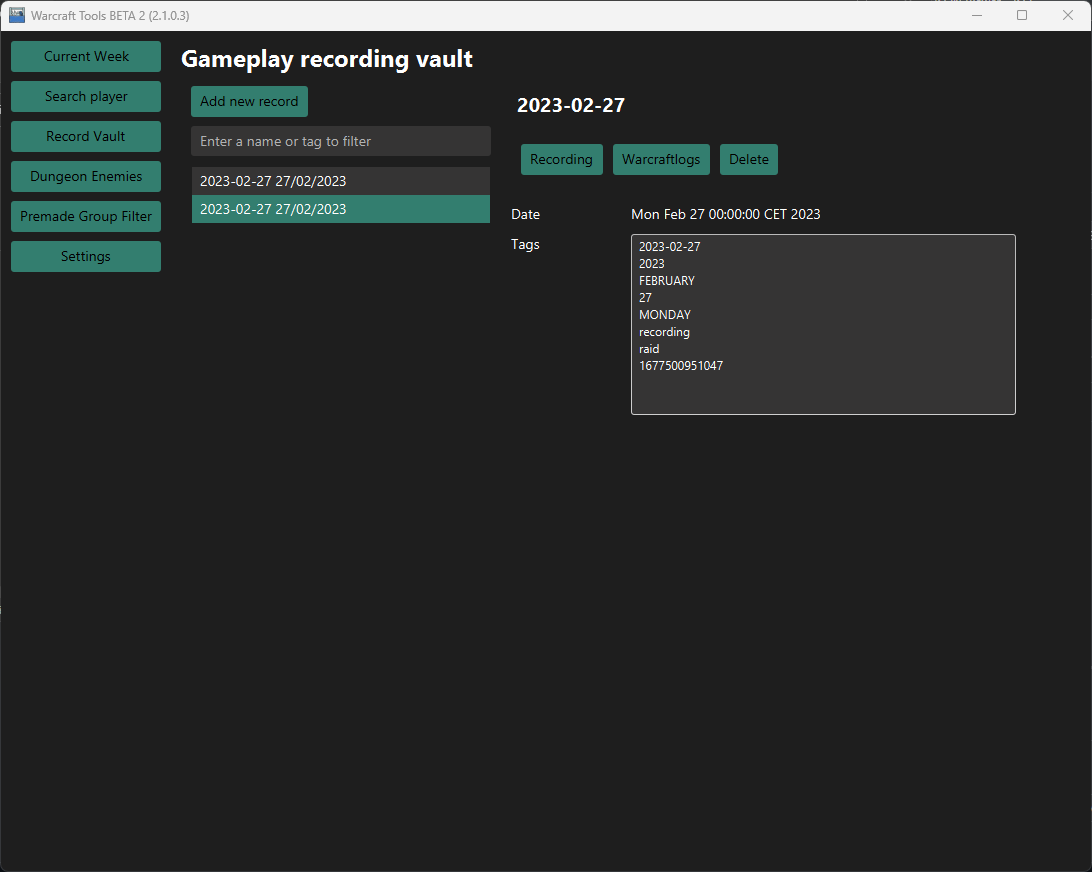 Warcraft Tools BETA 2 (2.1.0.3)
Current Week
Search player
Record Vault
Dungeon Enemies
Premade Group Filter
Settings
Gameplay recording vault
Add new record
Enter a name or tag to filter
2023-02-27 27/02/2023
2023-02-27 27/02/2023
2023-02-27
Recording Warcraftlogs Delete
Date Mon Feb 27 00:00:00 CET 2023
Tags
2023-02-27
2023
FEBRUARY
27
MONDAY
recording
raid
1677500951047